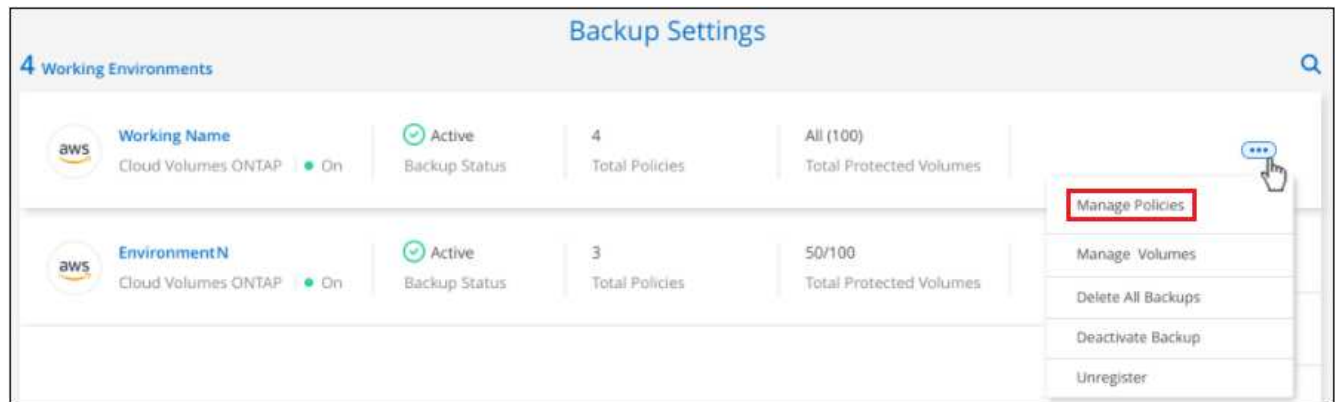 Backup Settings
4 Working Environments
aws
Working Name
Cloud Volumes ONTAP
On
Active
Backup Status
4
Total Policies
All (100)
Total Protected Volumes
Manage Policies
Manage Volumes
Delete All Backups
Deactivate Backup
Unregister
aws
EnvironmentN
Cloud Volumes ONTAP
On
Active
Backup Status
3
Total Policies
50/100
Total Protected Volumes